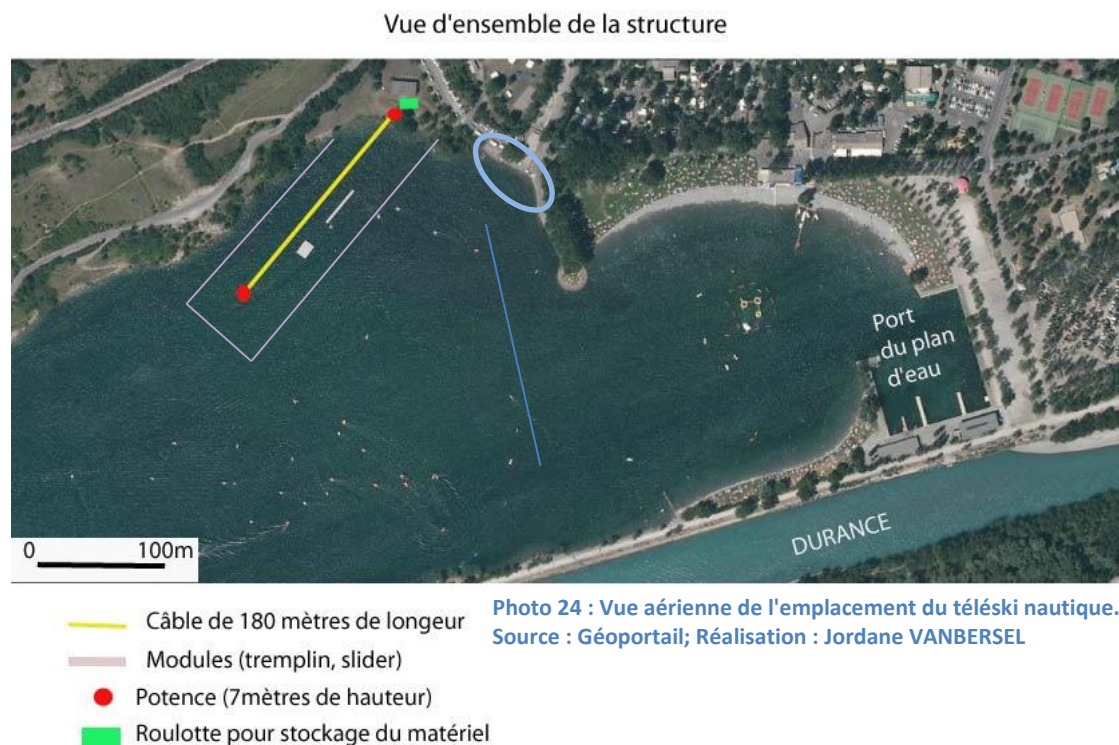 Vue d'ensemble de la structure
Port
du plan
d'eau
DURANCE
0 100m
Photo 24 : Vue aérienne de l'emplacement du téléski nautique.
Source : Géoportail; Réalisation : Jordane VANBERSEL
Câble de 180 mètres de longeur
Modules (tremplin, slider)
Potence (7mètres de hauteur)
Roulotte pour stockage du matériel